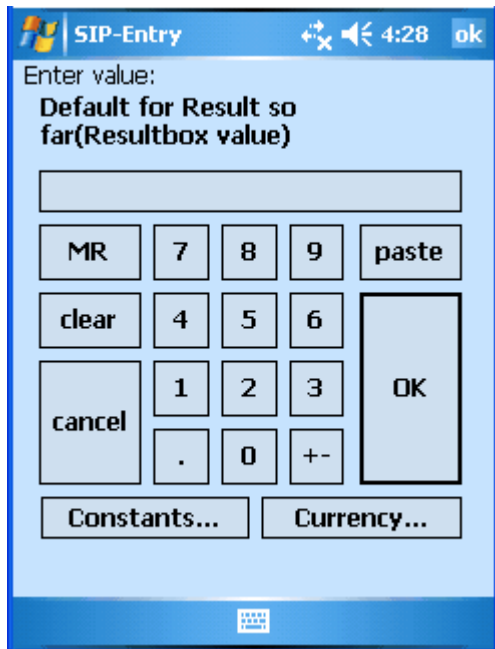 SIP-Entry 4:28 ok
Enter value:
Default for Result so
far(Resultbox value)
MR 7 8 9 paste
clear 4 5 6
cancel 1 2 3 OK
. 0 +-
Constants... Currency...